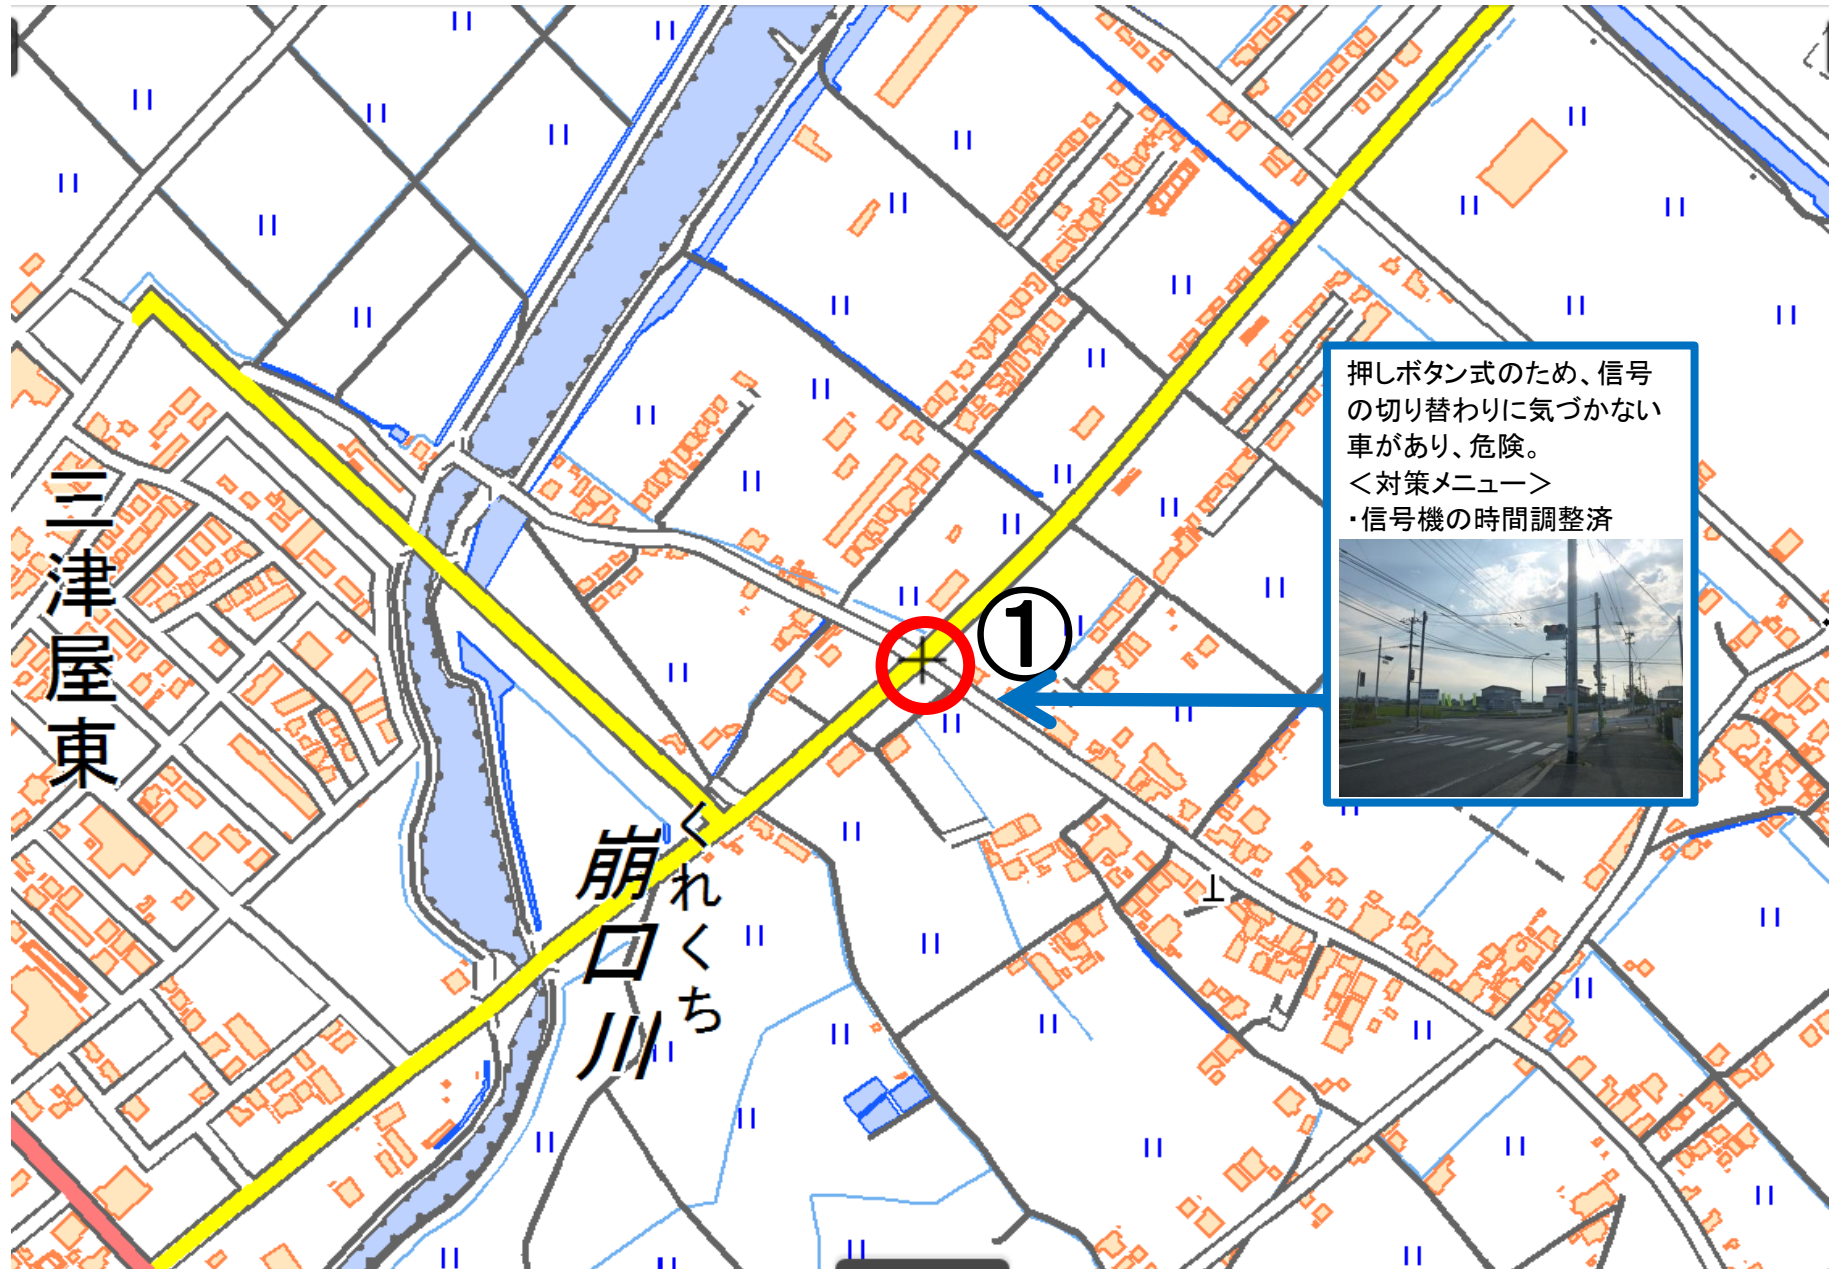 押しボタン式のため、信号
の切り替わりに気づかない
車があり、危険。
＜対策メニュー＞
・信号機の時間調整済
①
三津屋東
崩口川
くれくち